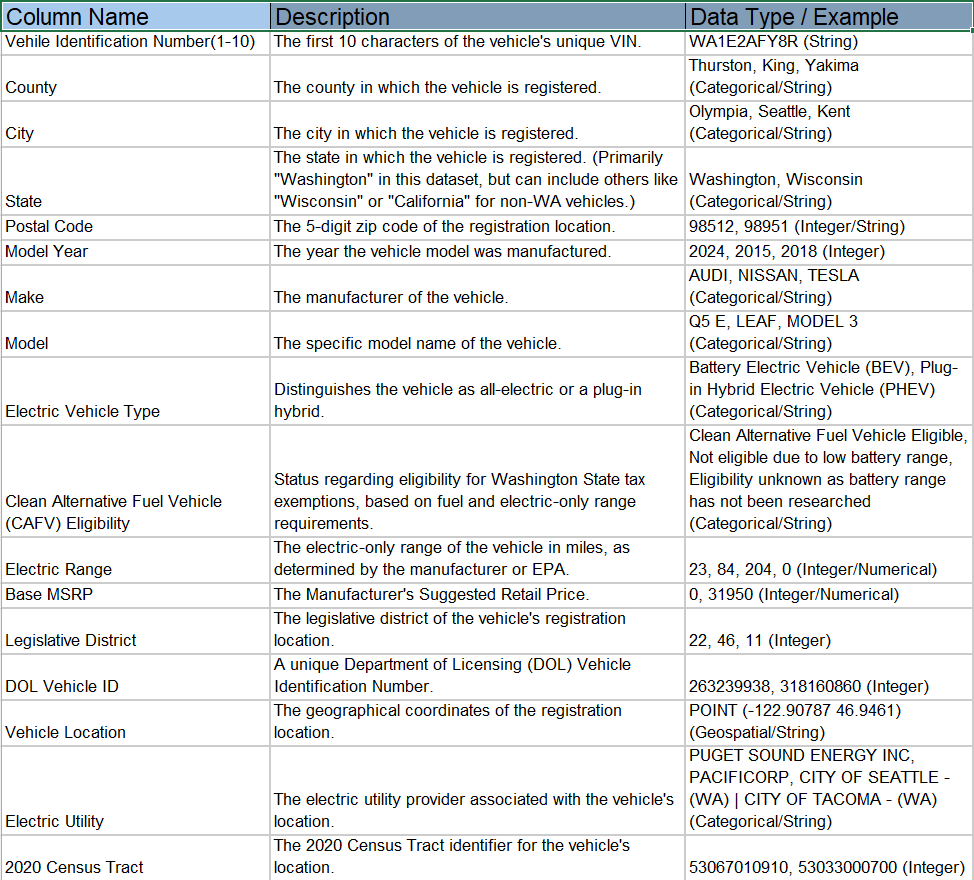 Column Name Description Data Type / Example
Vehile Identification Number(1-10) The first 10 characters of the vehicle's unique VIN. WA1E2AFY8R (String)
Thurston, King, Yakima
County The county in which the vehicle is registered. (Categorical/String)
Olympia, Seattle, Kent
City The city in which the vehicle is registered. (Categorical/String)
The state in which the vehicle is registered. (Primarily
"Washington" in this dataset, but can include others like Washington, Wisconsin
State "Wisconsin" or "California" for non-WA vehicles.) (Categorical/String)
Postal Code The 5-digit zip code of the registration location. 98512, 98951 (Integer/String)
Model Year The year the vehicle model was manufactured. 2024, 2015, 2018 (Integer)
AUDI, NISSAN, TESLA
Make The manufacturer of the vehicle. (Categorical/String)
Q5 E, LEAF, MODEL 3
Model The specific model name of the vehicle. (Categorical/String)
Battery Electric Vehicle (BEV), Plug-
Distinguishes the vehicle as all-electric or a plug-in in Hybrid Electric Vehicle (PHEV)
Electric Vehicle Type hybrid. (Categorical/String)
Clean Alternative Fuel Vehicle Eligible,
Not eligible due to low battery range,
Status regarding eligibility for Washington State tax Eligibility unknown as battery range
Clean Alternative Fuel Vehicle exemptions, based on fuel and electric-only range has not been researched
(CAFV) Eligibility requirements. (Categorical/String)
The electric-only range of the vehicle in miles, as
Electric Range determined by the manufacturer or EPA. 23, 84, 204, 0 (Integer/Numerical)
Base MSRP The Manufacturer's Suggested Retail Price. 0, 31950 (Integer/Numerical)
The legislative district of the vehicle's registration
Legislative District location. 22, 46, 11 (Integer)
A unique Department of Licensing (DOL) Vehicle
DOL Vehicle ID Identification Number. 263239938, 318160860 (Integer)
The geographical coordinates of the registration POINT (-122.90787 46.9461)
Vehicle Location location. (Geospatial/String)
PUGET SOUND ENERGY INC,
PACIFICORP, CITY OF SEATTLE -
The electric utility provider associated with the vehicle's (WA) | CITY OF TACOMA - (WA)
Electric Utility location. (Categorical/String)
The 2020 Census Tract identifier for the vehicle's
2020 Census Tract location. 53067010910, 53033000700 (Integer)